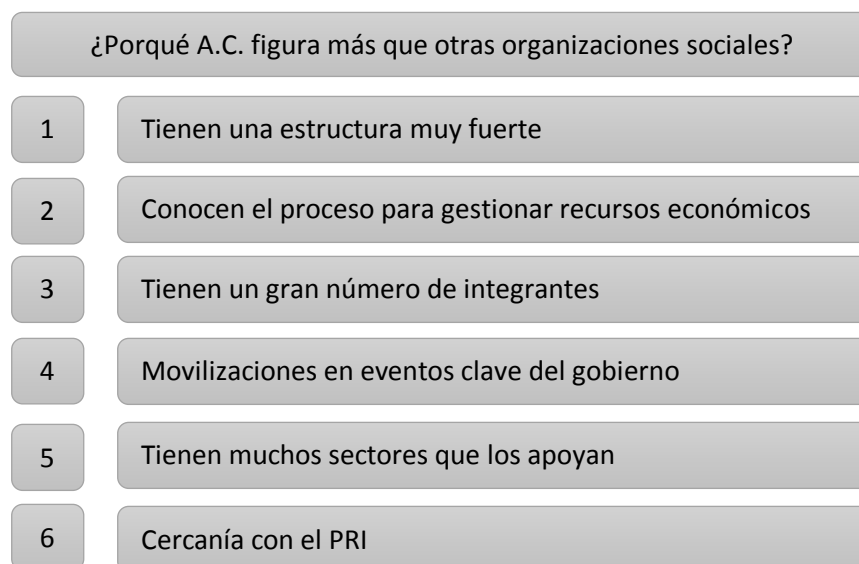 ¿Porqué A.C. figura más que otras organizaciones sociales?
1 Tienen una estructura muy fuerte
2 Conocen el proceso para gestionar recursos económicos
3 Tienen un gran número de integrantes
4 Movilizaciones en eventos clave del gobierno
5 Tienen muchos sectores que los apoyan
6 Cercanía con el PRI